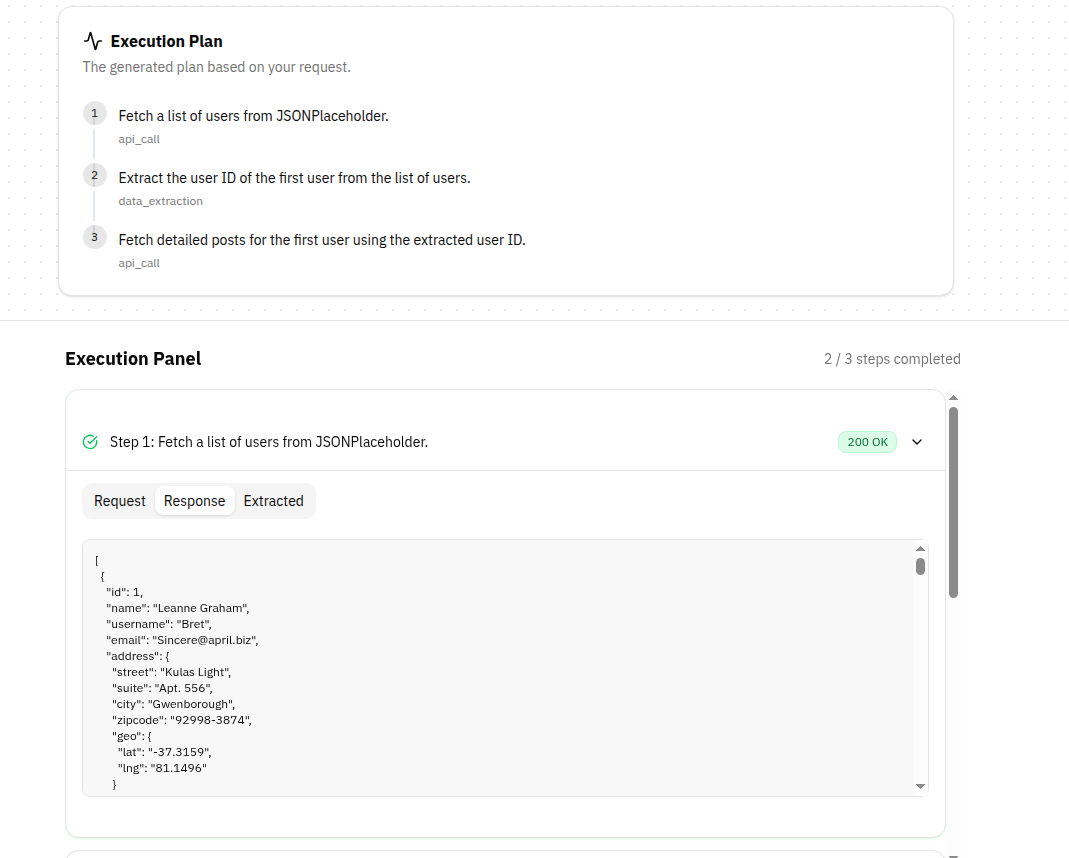 Execution Plan
The generated plan based on your request.
1
Fetch a list of users from JSONPlaceholder.
api_call
2
Extract the user ID of the first user from the list of users.
data_extraction
3
Fetch detailed posts for the first user using the extracted user ID.
api_call
Execution Panel
2 / 3 steps completed
Step 1: Fetch a list of users from JSONPlaceholder.
200 OK
Request Response Extracted
[
{
"id": 1,
"name": "Leanne Graham",
"username": "Bret",
"email": "Sincere@april.biz",
"address": {
"street": "Kulas Light",
"suite": "Apt. 556",
"city": "Gwenborough",
"zipcode": "92998-3874",
"geo": {
"lat": "-37.3159",
"lng": "81.1496"
}